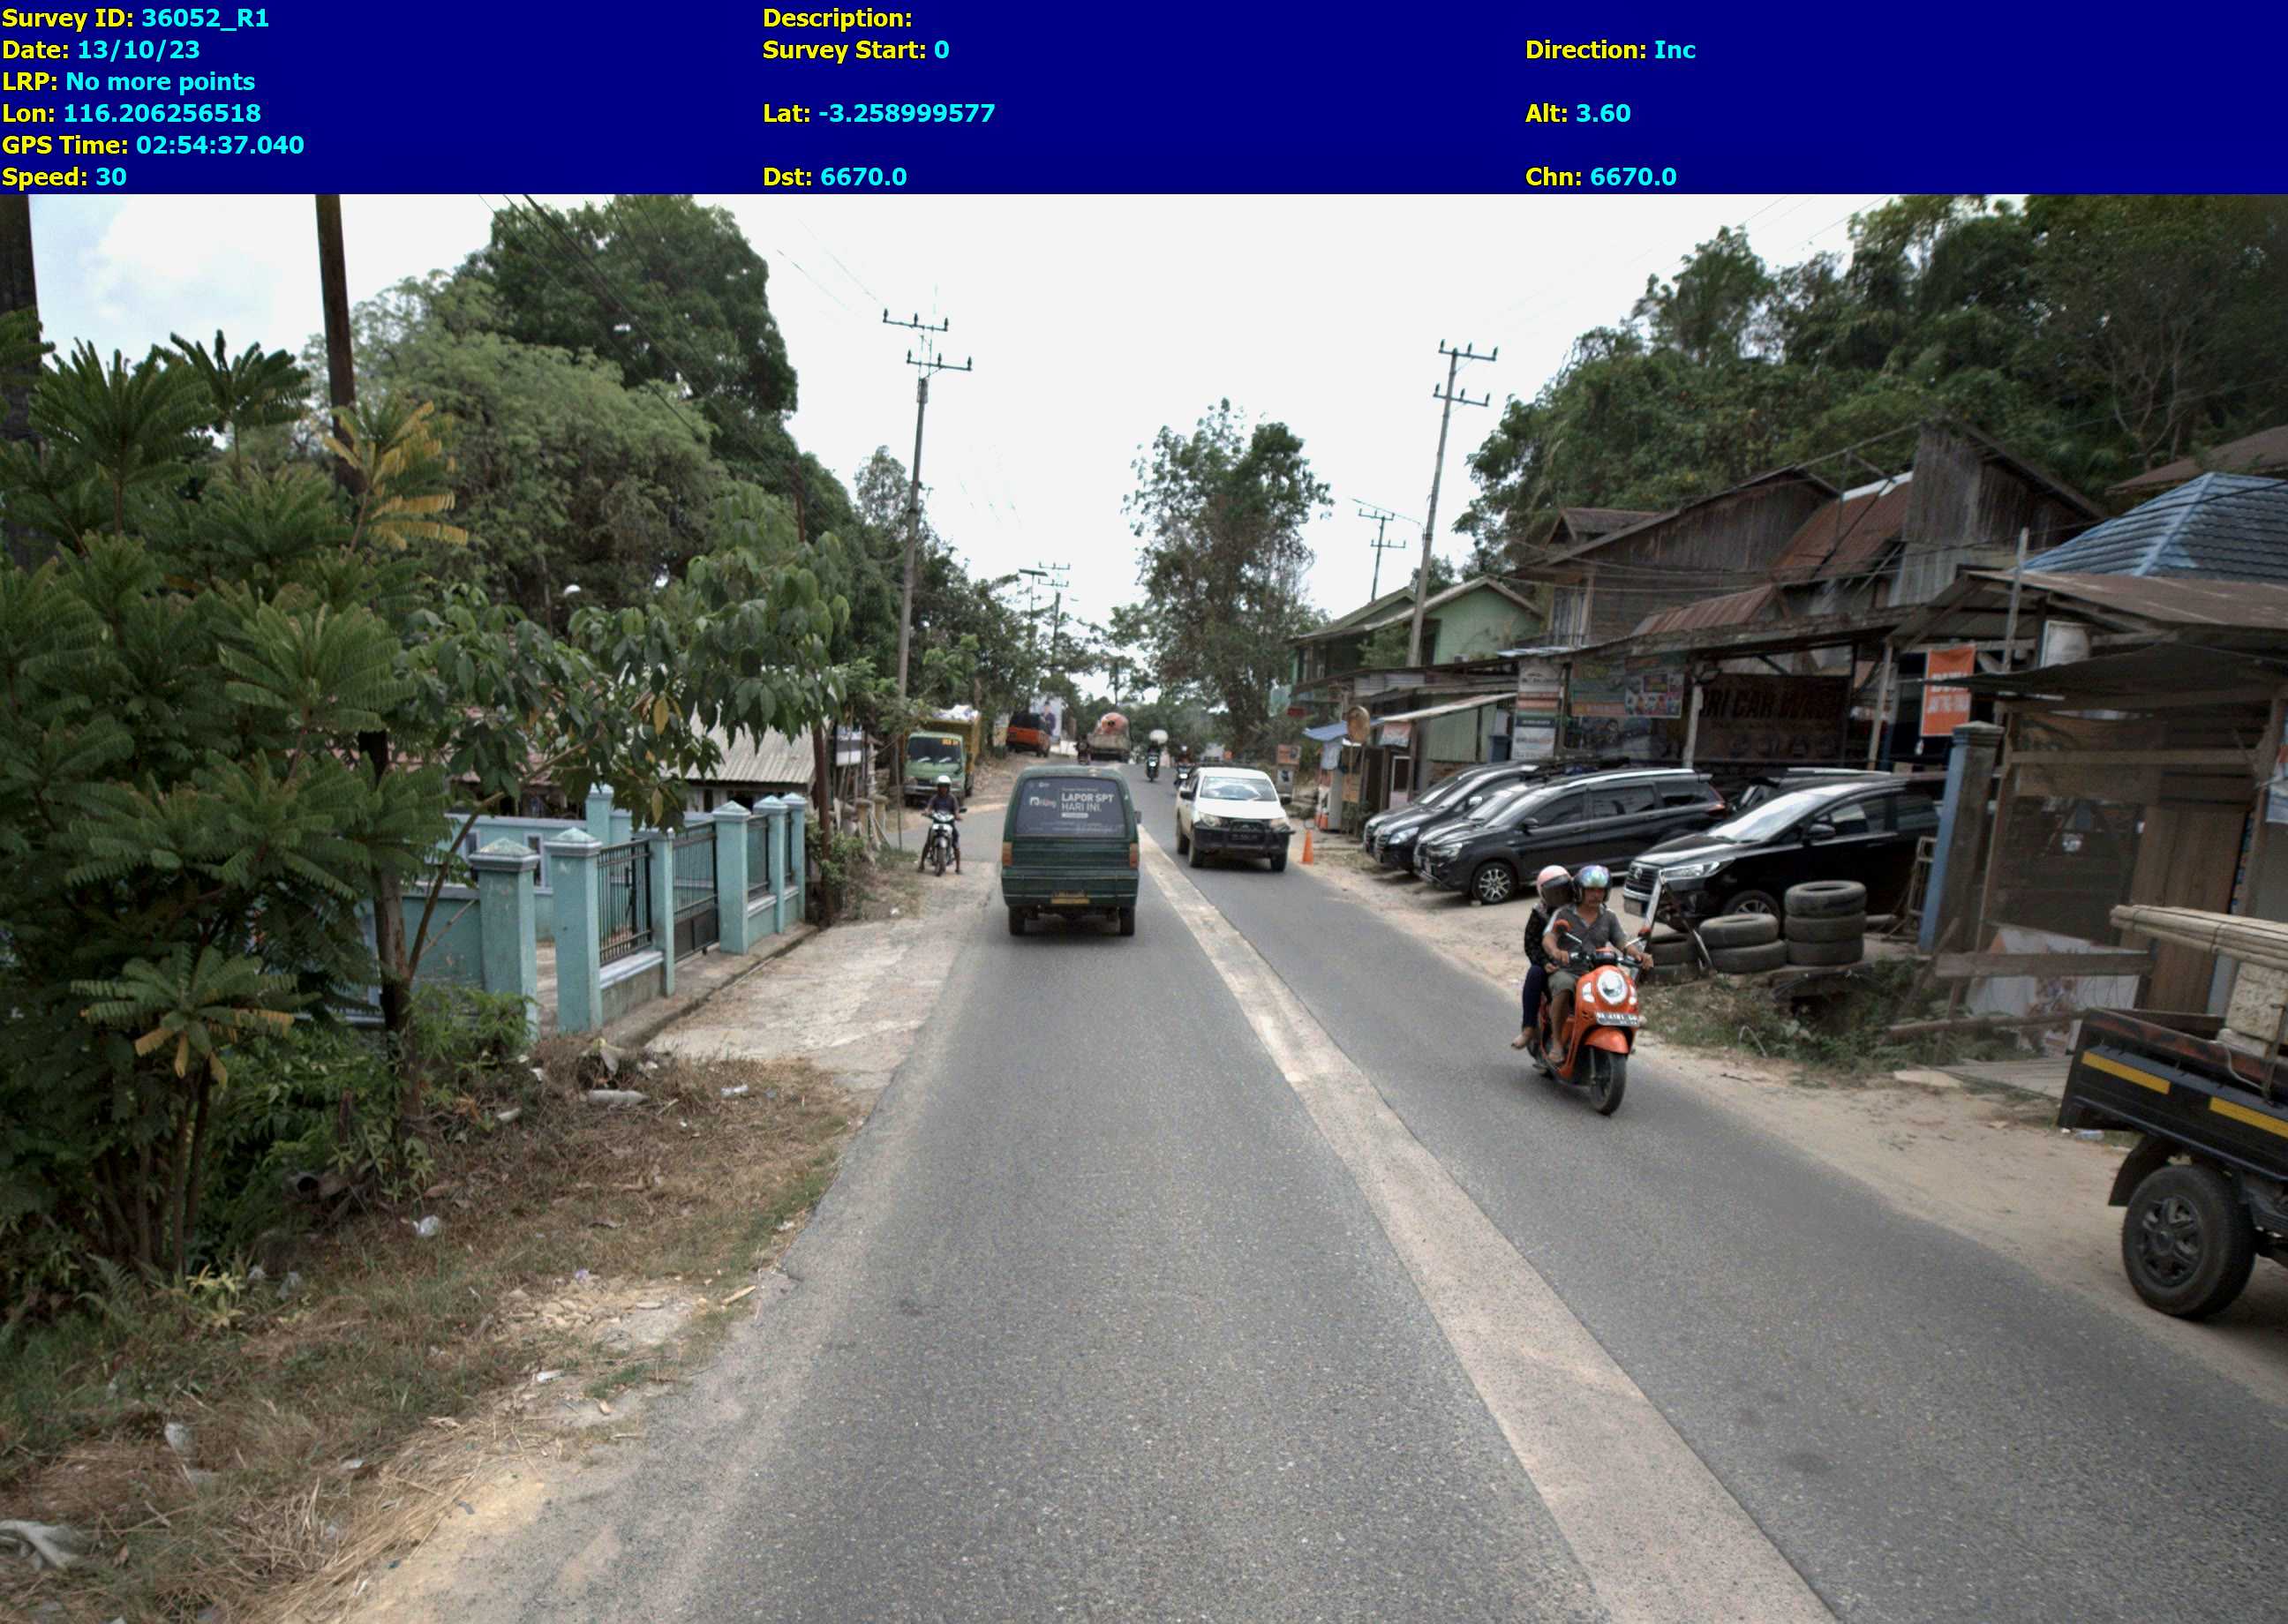 Survey ID: 36052_R1
Description:
Date: 13/10/23
Survey Start: 0
Direction: Inc
LRP: No more points
Lon: 116.206256518
Lat: -3.258999577
Alt: 3.60
GPS Time: 02:54:37.040
Speed: 30
Dst: 6670.0
Chn: 6670.0
LAPOR SPT
HARI INI.